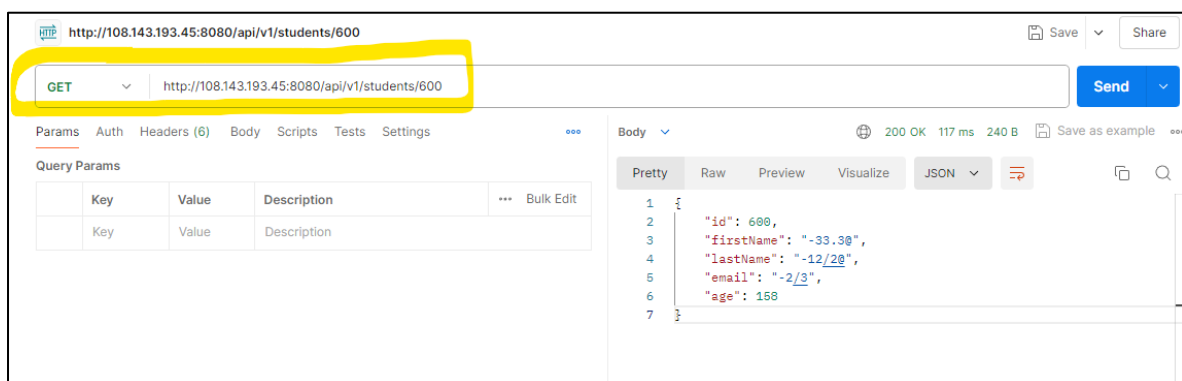 HTTP http://108.143.193.45:8080/api/v1/students/600
Save Share
GET http://108.143.193.45:8080/api/v1/students/600
Send
Params Auth Headers (6) Body Scripts Tests Settings
Query Params
Key Value Description Bulk Edit
Key Value Description
Body 200 OK 117 ms 240 B Save as example
Pretty Raw Preview Visualize JSON
1 {
2 "id": 600,
3 "firstName": "-33.3@",
4 "lastName": "-12/2@",
5 "email": "-2/3",
6 "age": 158
7 }